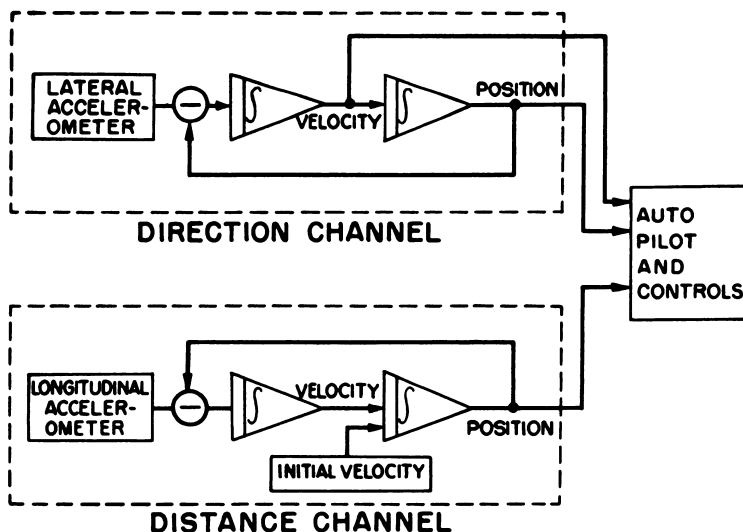 LATERAL
ACCELER-
OMETER
−
∫
VELOCITY
∫
POSITION
DIRECTION CHANNEL
AUTO
PILOT
AND
CONTROLS
LONGITUDINAL
ACCELER-
OMETER
−
∫
VELOCITY
∫
POSITION
INITIAL VELOCITY
DISTANCE CHANNEL